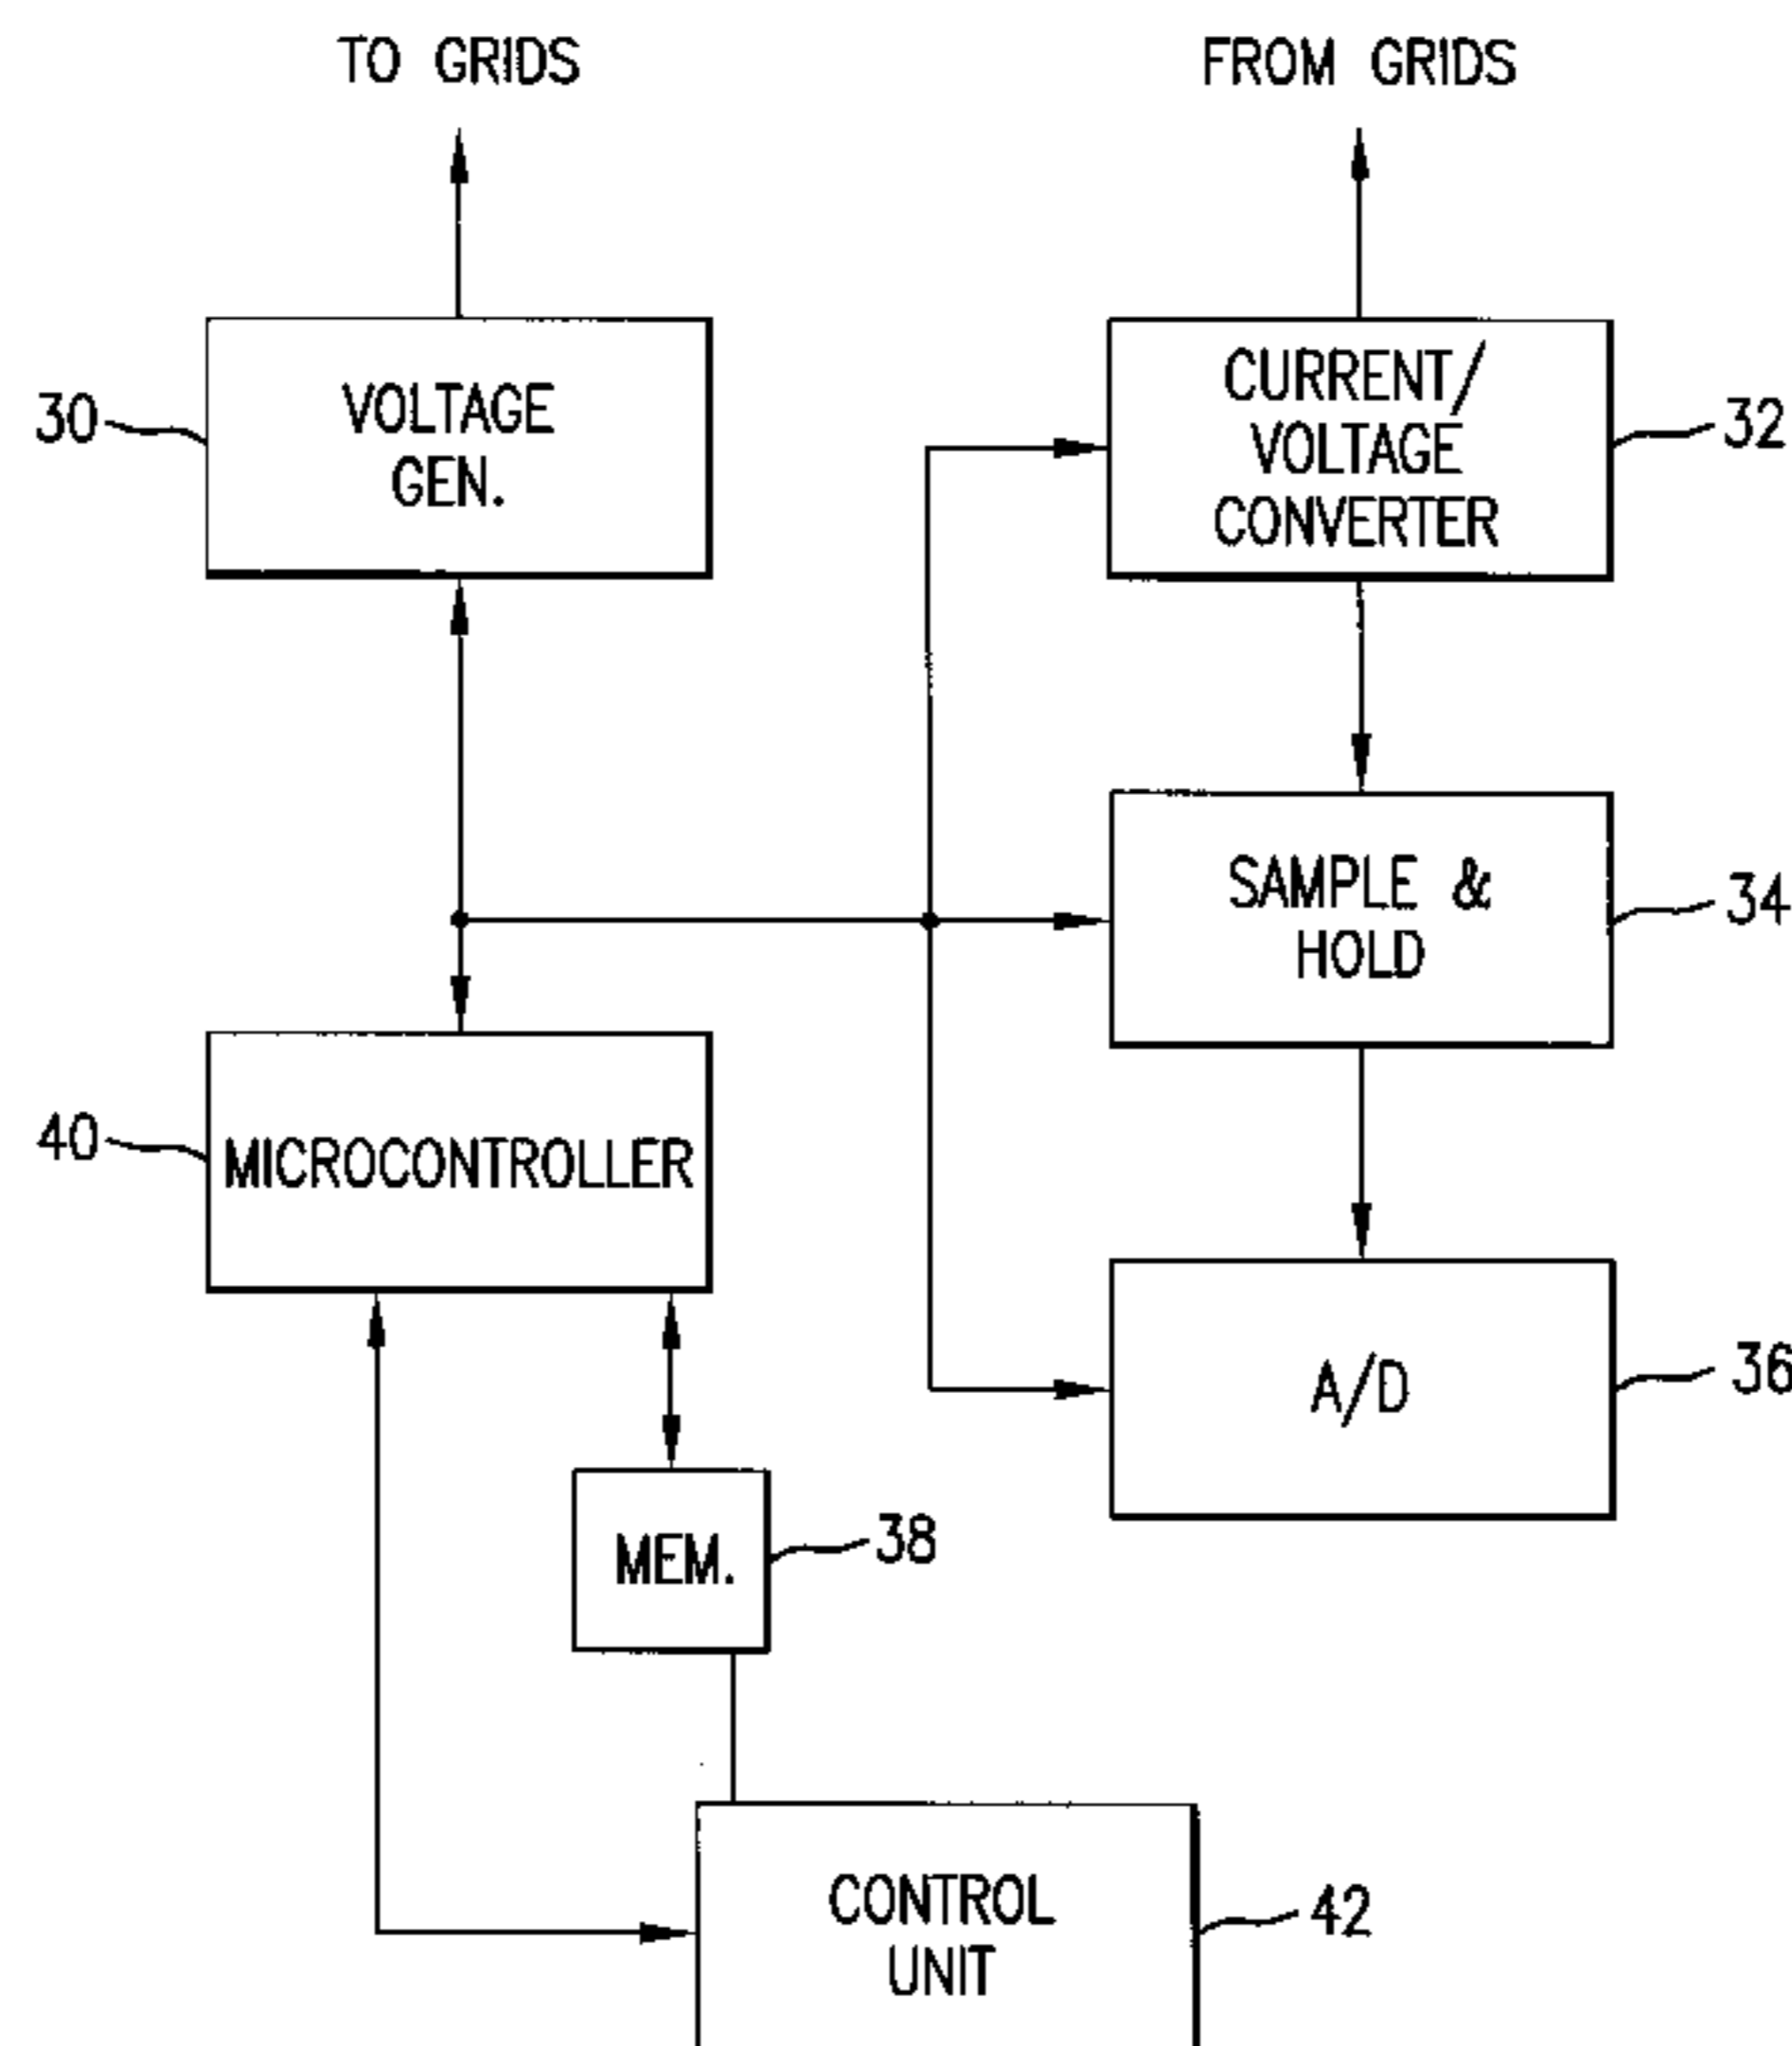 TO GRIDS
FROM GRIDS
30
VOLTAGE
GEN.
CURRENT/
VOLTAGE
CONVERTER
32
SAMPLE &
HOLD
34
40
MICROCONTROLLER
A/D
36
MEM.
38
CONTROL
UNIT
42